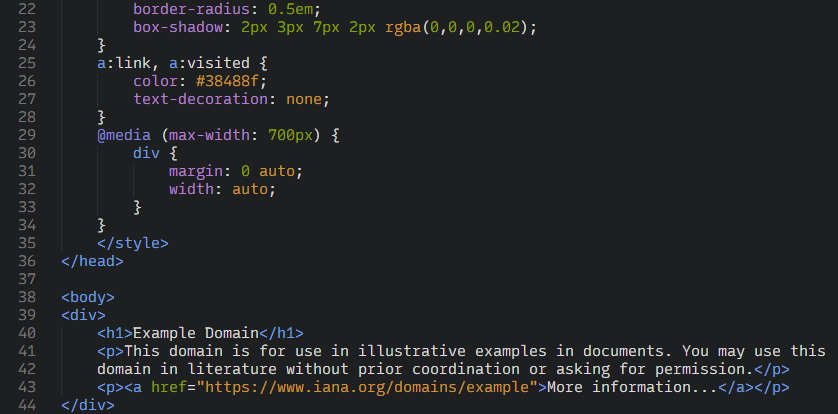 22 border-radius: 0.5em;
23 box-shadow: 2px 3px 7px 2px rgba(0,0,0,0.02);
24 }
25 a:link, a:visited {
26 color: #38488f;
27 text-decoration: none;
28 }
29 @media (max-width: 700px) {
30 div {
31 margin: 0 auto;
32 width: auto;
33 }
34 }
35 </style>
36 </head>
37
38 <body>
39 <div>
40 <h1>Example Domain</h1>
41 <p>This domain is for use in illustrative examples in documents. You may use this
42 domain in literature without prior coordination or asking for permission.</p>
43 <p><a href="https://www.iana.org/domains/example">More information...</a></p>
44 </div>